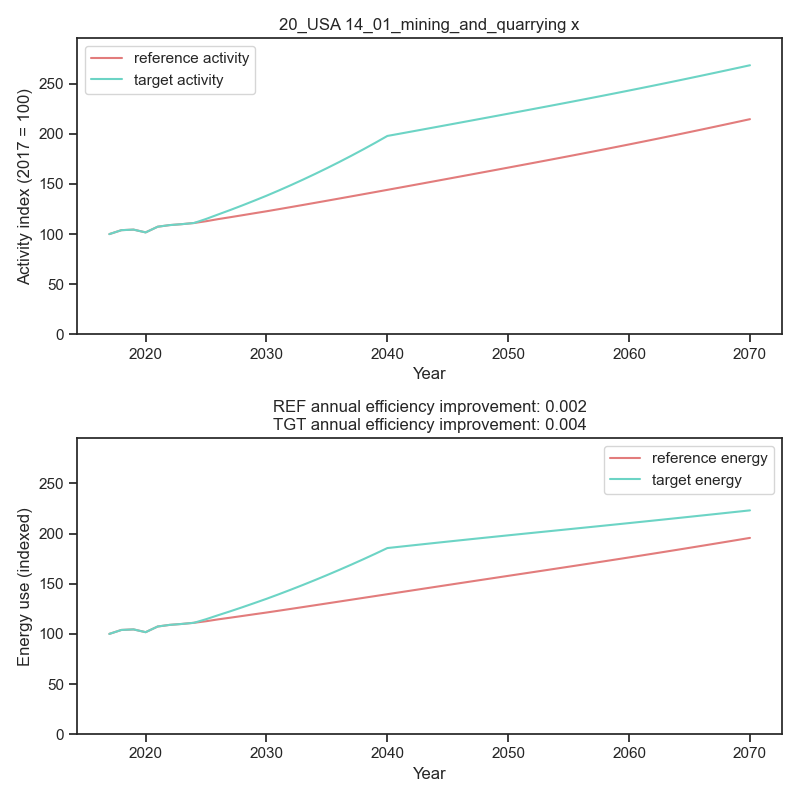 20_USA 14_01_mining_and_quarrying x
reference activity
target activity
Activity index (2017 = 100)
250
200
150
100
50
0
2020 2030 2040 2050 2060 2070
Year
REF annual efficiency improvement: 0.002
TGT annual efficiency improvement: 0.004
reference energy
target energy
Energy use (indexed)
250
200
150
100
50
0
2020 2030 2040 2050 2060 2070
Year